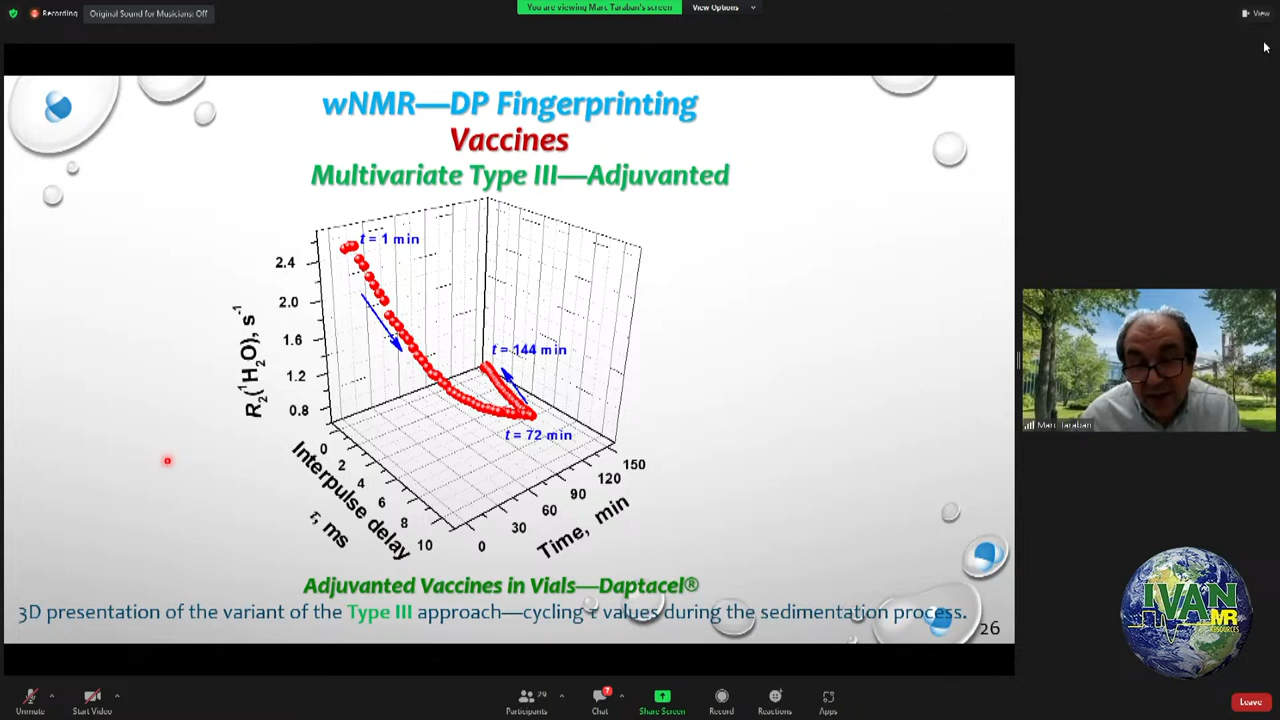 Recording
Original Sound for Musicians: Off
You are viewing Marc Taraban's screen
View Options
View
wNMR—DP Fingerprinting
Vaccines
Multivariate Type III—Adjuvanted
t = 1 min
t = 144 min
t = 72 min
R2(1H2O), s-1
2.4
2.0
1.6
1.2
0.8
0
2
4
6
8
10
Interpulse delay
τ, ms
0
30
60
90
120
150
Time, min
Adjuvanted Vaccines in Vials—Daptacel®
3D presentation of the variant of the Type III approach—cycling τ values during the sedimentation process.
26
Marc Taraban
IVAN
MR
RESOURCES
Unmute
Start Video
Participants
29
Chat
7
Share Screen
Record
Reactions
Apps
Leave